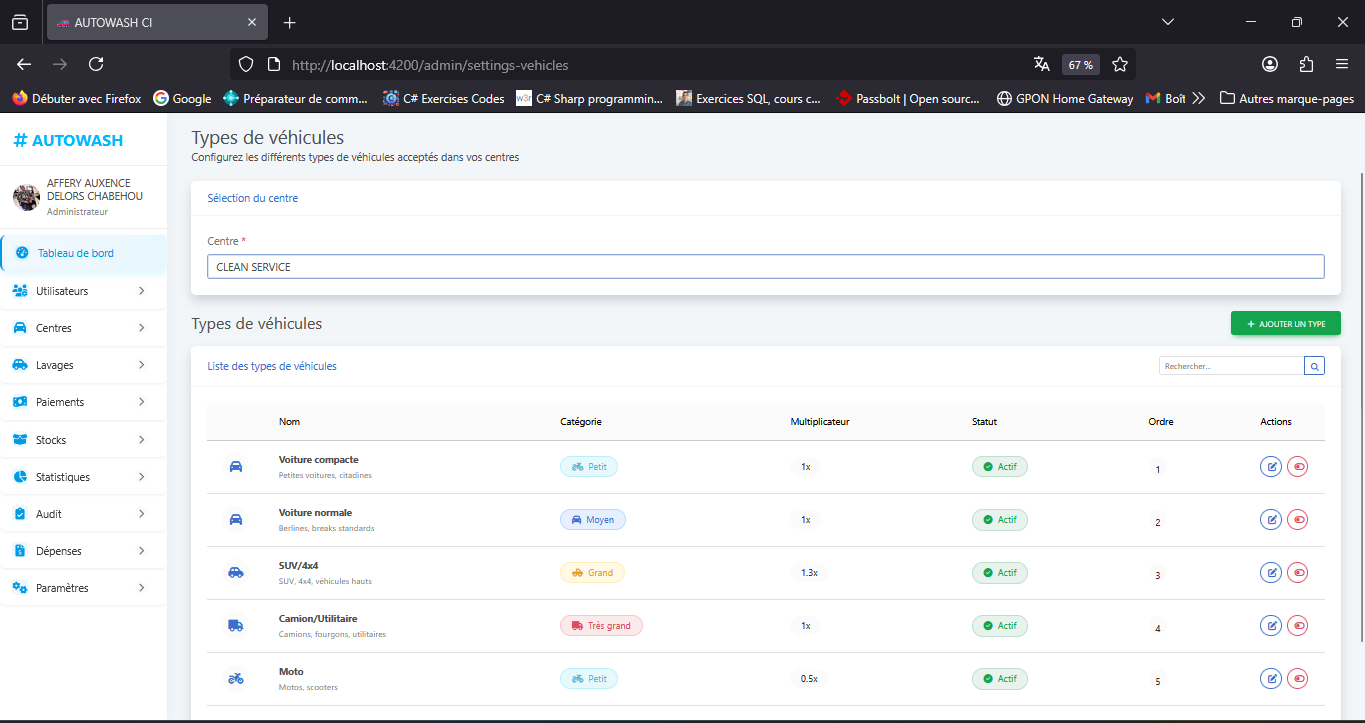 AUTOWASH CI
http://localhost:4200/admin/settings-vehicles
67 %
Débuter avec Firefox
Google
Préparateur de comm...
C# Exercises Codes
w3r
C# Sharp programmin...
Exercices SQL, cours c...
Passbolt | Open sourc...
GPON Home Gateway
Boît
Autres marque-pages
# AUTOWASH
AFFERY AUXENCE
DELORS CHABEHOU
Administrateur
Tableau de bord
Utilisateurs
Centres
Lavages
Paiements
Stocks
Statistiques
Audit
Dépenses
Paramètres
Types de véhicules
Configurez les différents types de véhicules acceptés dans vos centres
Sélection du centre
Centre *
CLEAN SERVICE
Types de véhicules
+ AJOUTER UN TYPE
Liste des types de véhicules
Rechercher...
Nom Catégorie Multiplicateur Statut Ordre Actions
Voiture compacte
Petites voitures, citadines
Petit 1x Actif 1
Voiture normale
Berlines, breaks standards
Moyen 1x Actif 2
SUV/4x4
SUV, 4x4, véhicules hauts
Grand 1.3x Actif 3
Camion/Utilitaire
Camions, fourgons, utilitaires
Très grand 1x Actif 4
Moto
Motos, scooters
Petit 0.5x Actif 5